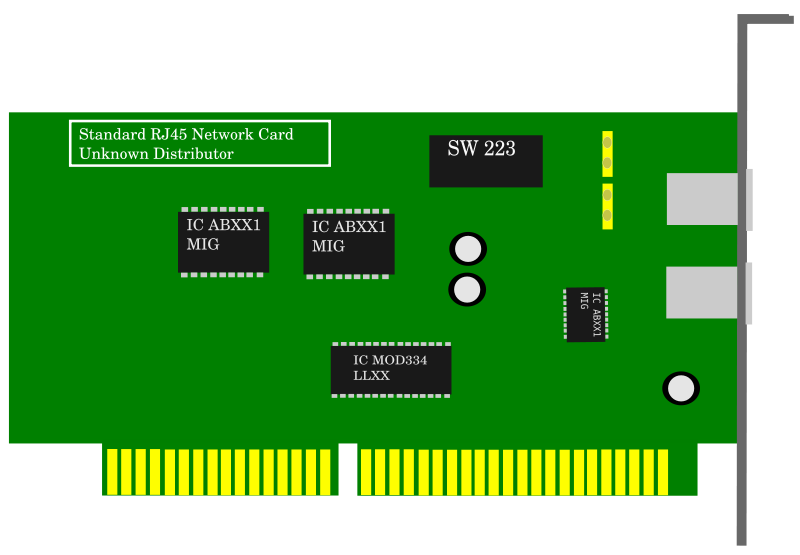 Standard RJ45 Network Card
Unknown Distributor
SW 223
IC ABXX1
MIG
IC ABXX1
MIG
IC ABXX1
MIG
IC MOD334
LLXX